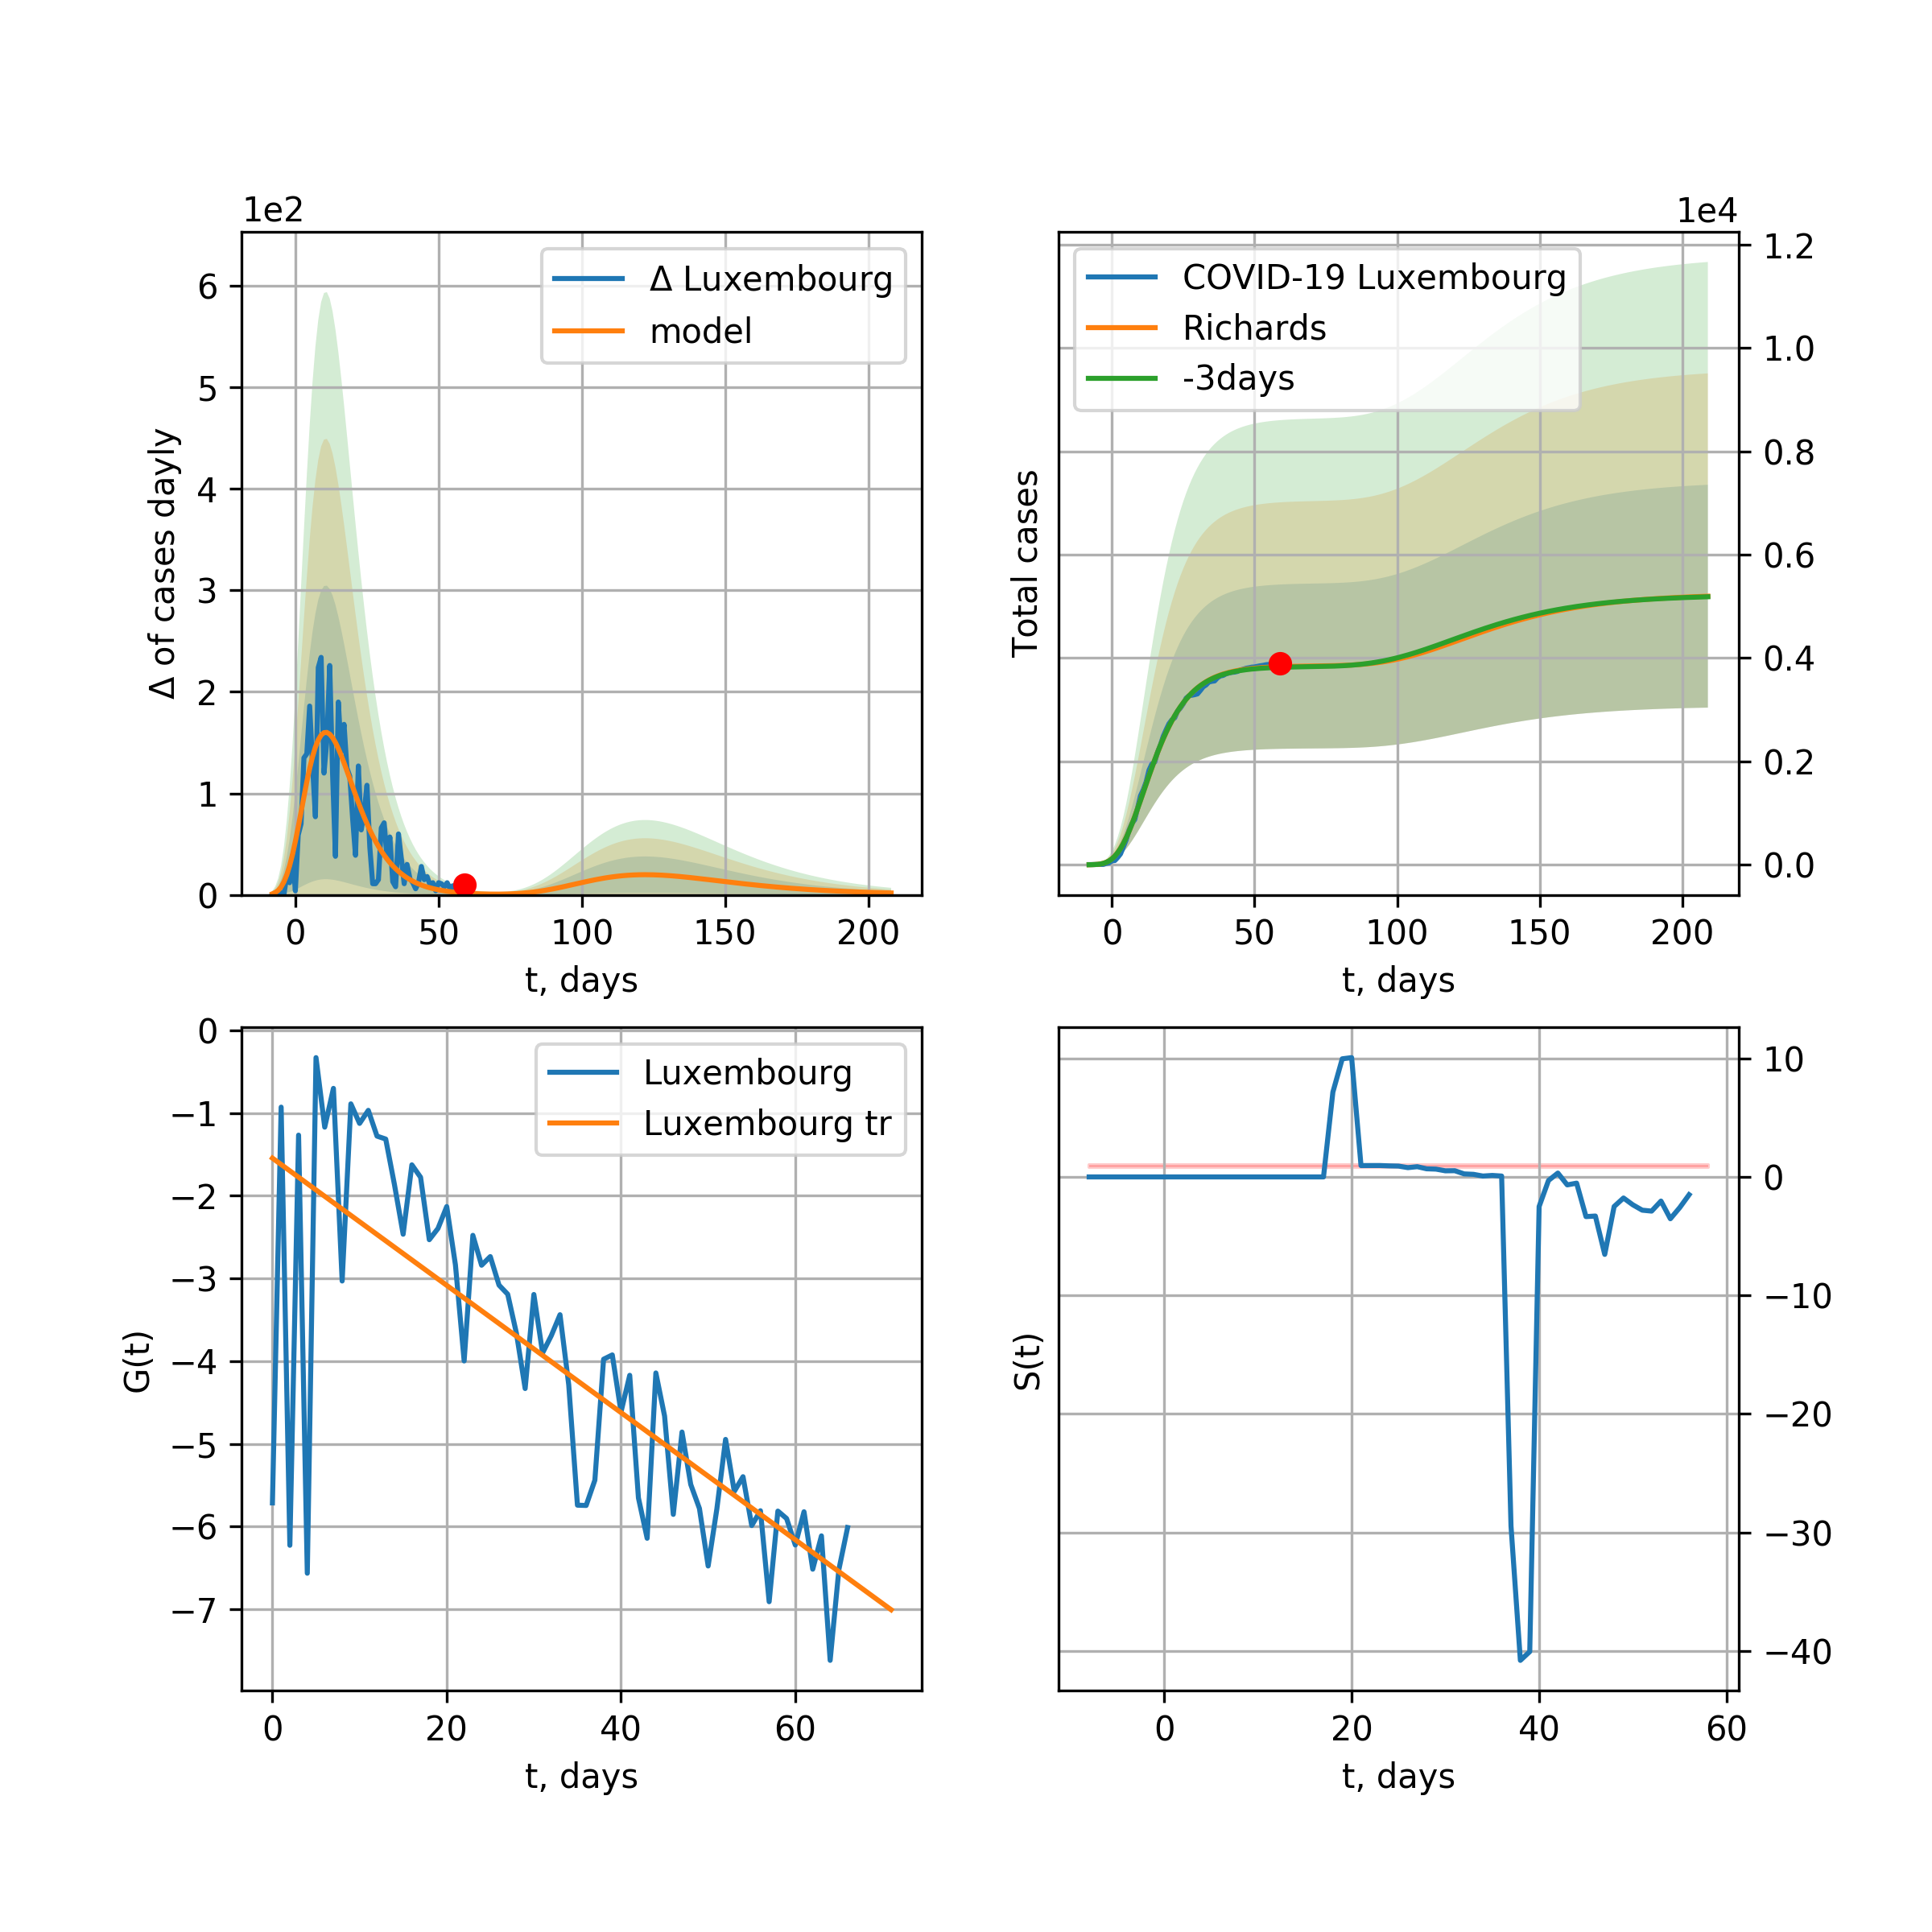 1e2
Δ of cases dayly
6
5
4
3
2
1
0
Δ Luxembourg
model
0 50 100 150 200
t, days
1e4
Total cases
COVID-19 Luxembourg
Richards
-3days
1.2
1.0
0.8
0.6
0.4
0.2
0.0
0 50 100 150 200
t, days
G(t)
0
−1
−2
−3
−4
−5
−6
−7
Luxembourg
Luxembourg tr
0 20 40 60
t, days
S(t)
10
0
−10
−20
−30
−40
0 20 40 60
t, days